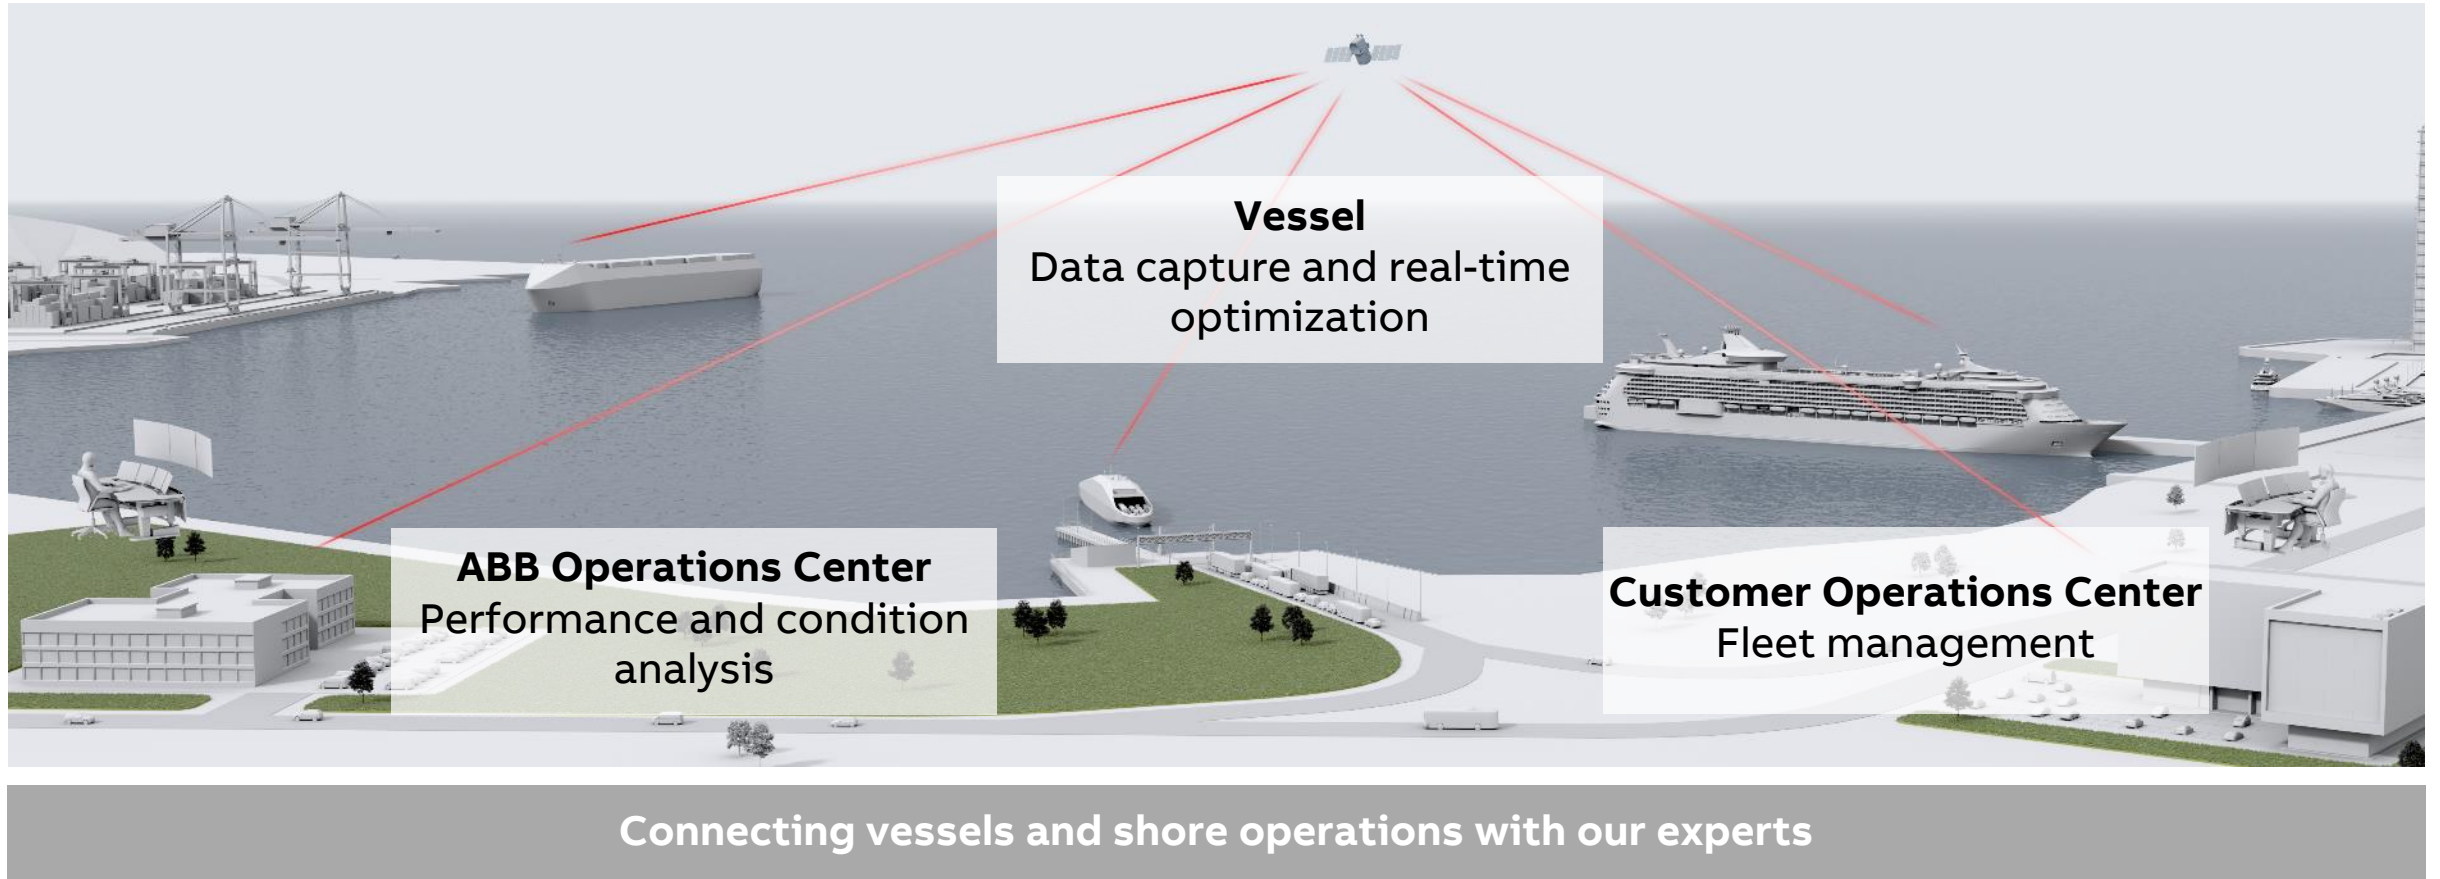 Vessel
Data capture and real-time
optimization
ABB Operations Center
Performance and condition
analysis
Customer Operations Center
Fleet management
Connecting vessels and shore operations with our experts